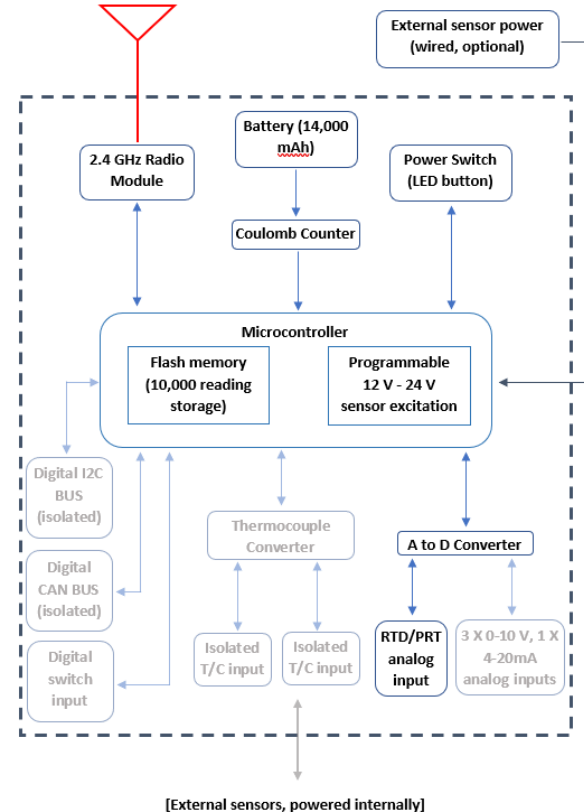 External sensor power
(wired, optional)
Battery (14,000
mAh)
2.4 GHz Radio
Module
Power Switch
(LED button)
Coulomb Counter
Microcontroller
Flash memory
(10,000 reading
storage)
Programmable
12 V - 24 V
sensor excitation
Digital I2C
BUS
(isolated)
Thermocouple
Converter
A to D Converter
Digital
CAN BUS
(isolated)
Digital
switch
input
Isolated
T/C input
Isolated
T/C input
RTD/PRT
analog
input
3 X 0-10 V, 1 X
4-20mA
analog inputs
[External sensors, powered internally]